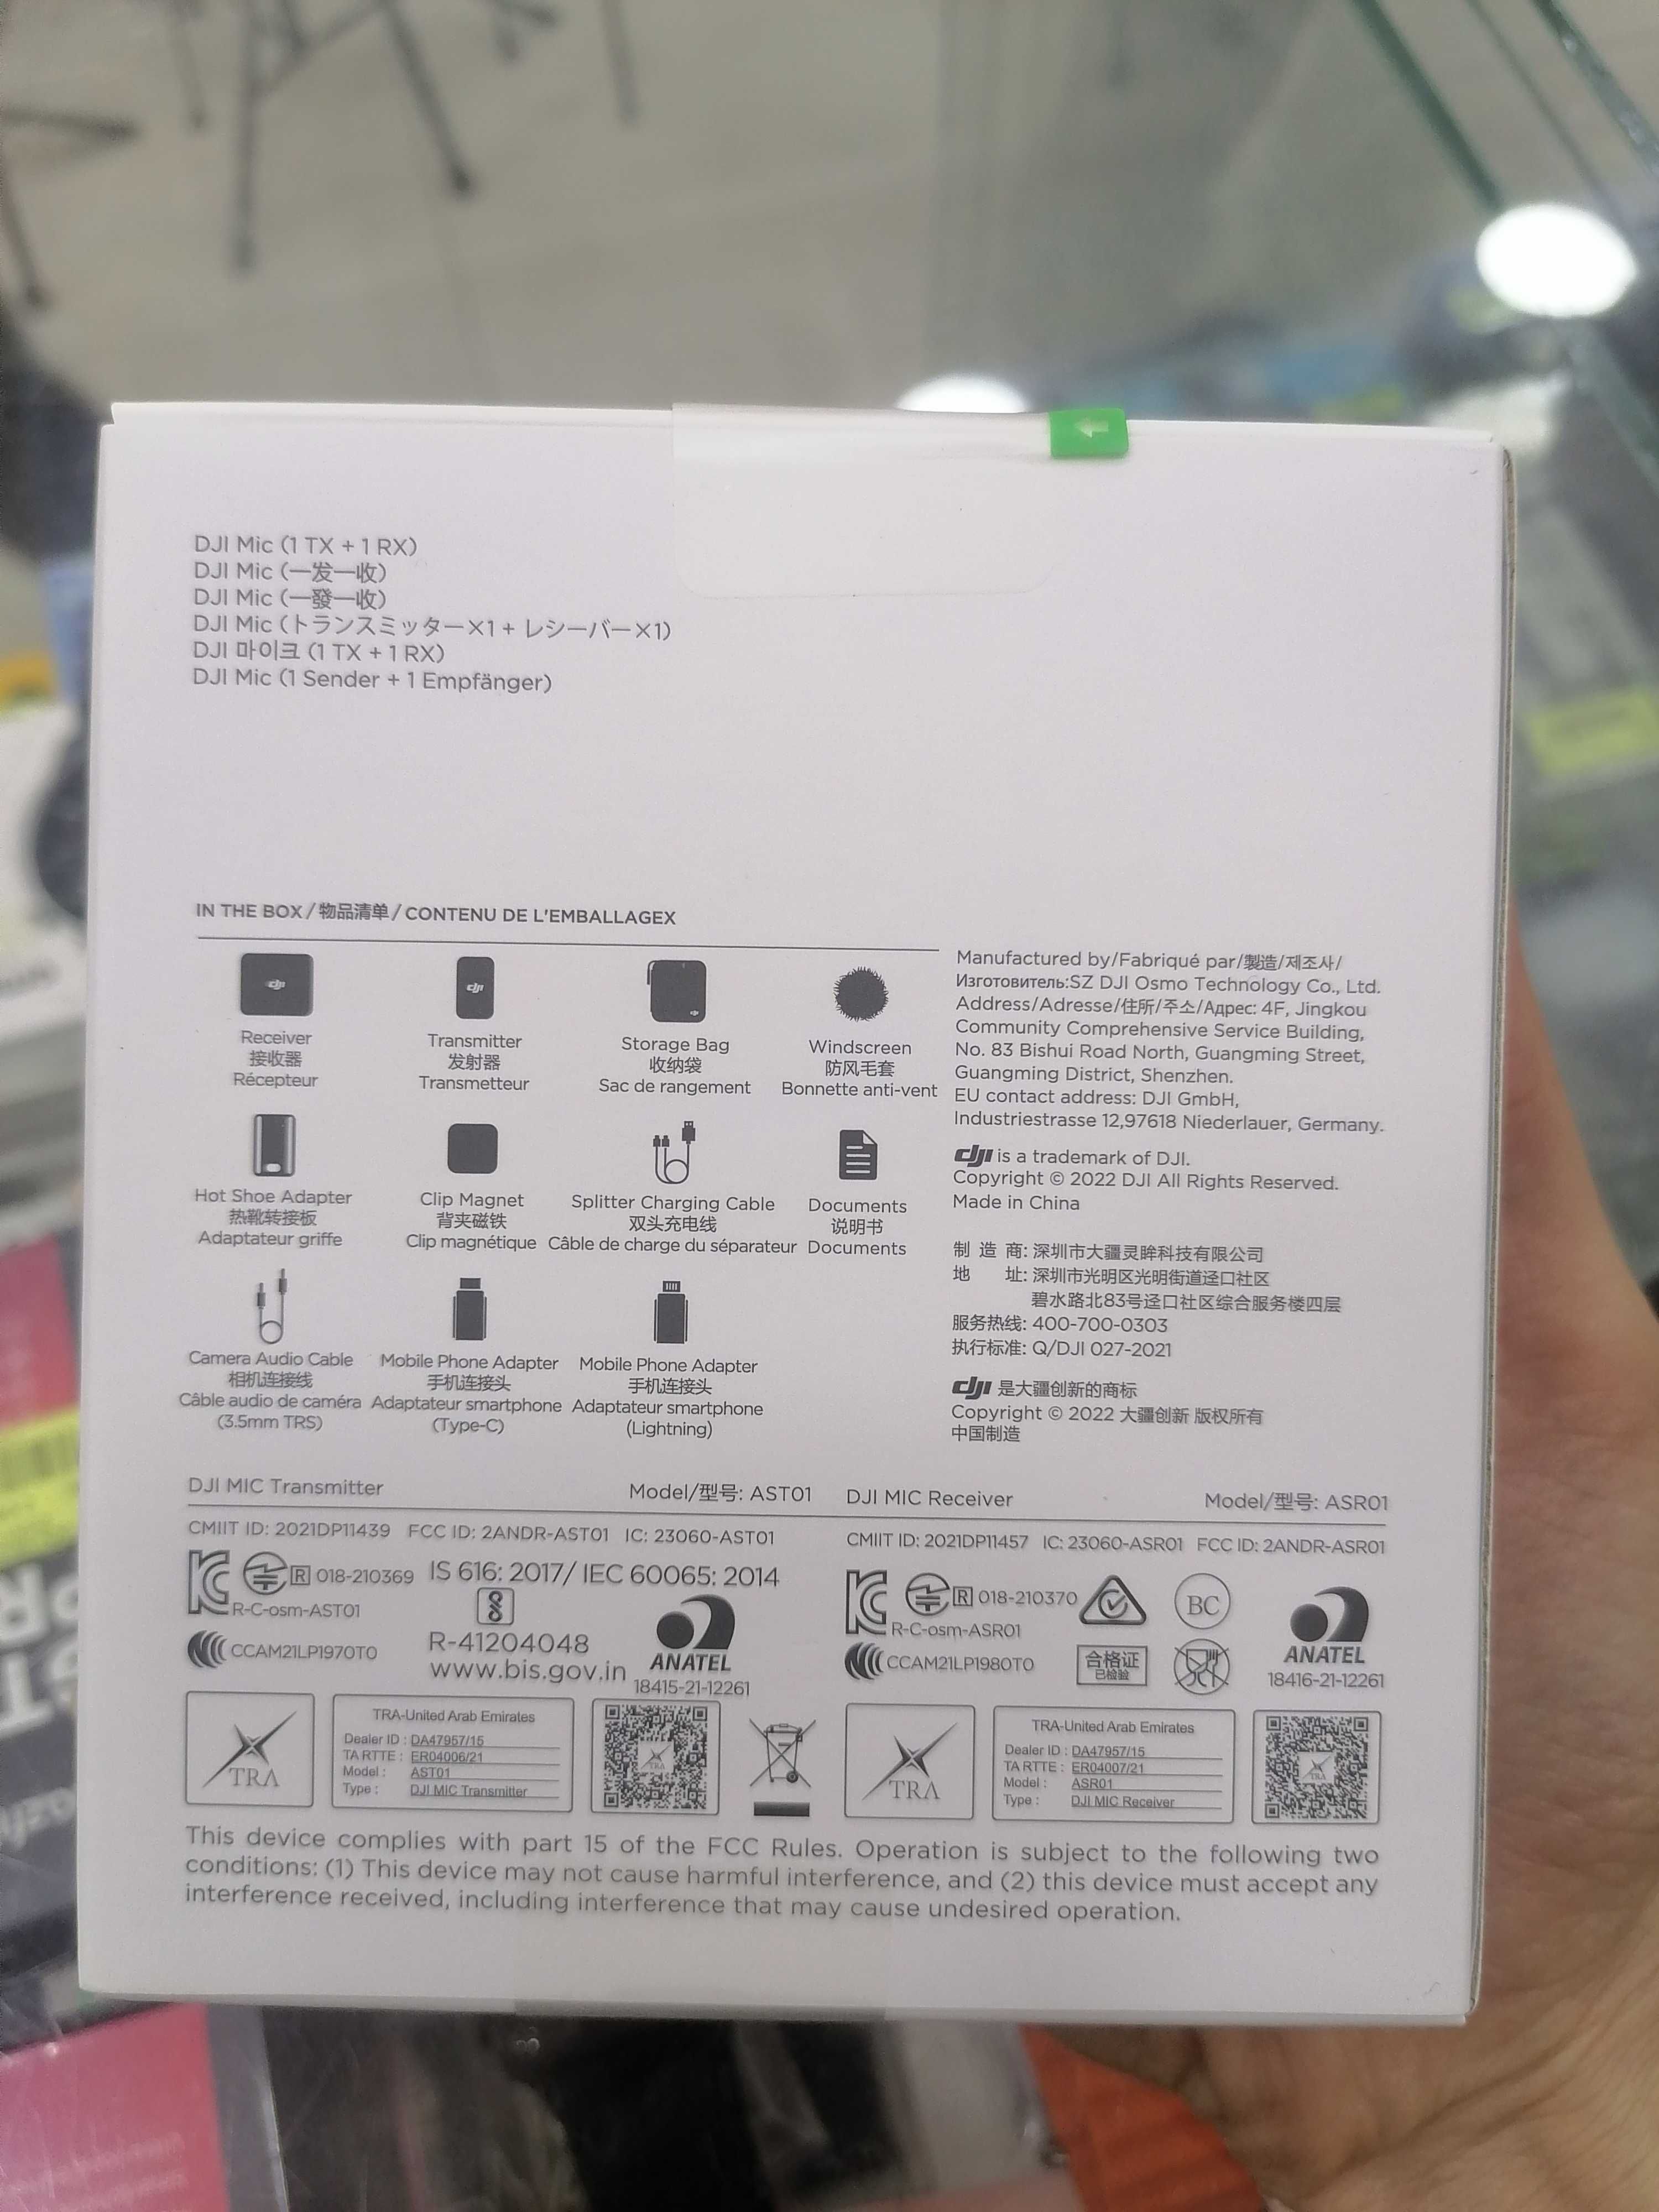 DJI Mic (1 TX + 1 RX)
DJI Mic (一发一收)
DJI Mic (一發一收)
DJI Mic (トランスミッター×1 + レシーバー×1)
DJI 마이크 (1 TX + 1 RX)
DJI Mic (1 Sender + 1 Empfänger)
IN THE BOX / 物品清单 / CONTENU DE L'EMBALLAGEX
dji
Receiver
接收器
Récepteur
dji
Transmitter
发射器
Transmetteur
Storage Bag
收纳袋
Sac de rangement
Windscreen
防风毛套
Bonnette anti-vent
Hot Shoe Adapter
热靴转接板
Adaptateur griffe
Clip Magnet
背夹磁铁
Clip magnétique
Splitter Charging Cable
双头充电线
Câble de charge du séparateur
Documents
说明书
Documents
Camera Audio Cable
相机连接线
Câble audio de caméra
(3.5mm TRS)
Mobile Phone Adapter
手机连接头
Adaptateur smartphone
(Type-C)
Mobile Phone Adapter
手机连接头
Adaptateur smartphone
(Lightning)
Manufactured by/Fabriqué par/製造/제조사/
Изготовитель:SZ DJI Osmo Technology Co., Ltd.
Address/Adresse/住所/주소/Адрес: 4F, Jingkou
Community Comprehensive Service Building,
No. 83 Bishui Road North, Guangming Street,
Guangming District, Shenzhen.
EU contact address: DJI GmbH,
Industriestrasse 12,97618 Niederlauer, Germany.
dji is a trademark of DJI.
Copyright © 2022 DJI All Rights Reserved.
Made in China
制 造 商: 深圳市大疆灵眸科技有限公司
地 址: 深圳市光明区光明街道迳口社区
碧水路北83号迳口社区综合服务楼四层
服务热线: 400-700-0303
执行标准: Q/DJI 027-2021
dji 是大疆创新的商标
Copyright © 2022 大疆创新 版权所有
中国制造
DJI MIC Transmitter Model/型号: AST01
CMIIT ID: 2021DP11439 FCC ID: 2ANDR-AST01 IC: 23060-AST01
R 018-210369 IS 616: 2017/ IEC 60065: 2014
R-C-osm-AST01
CCAM21LP1970T0
R-41204048
www.bis.gov.in
ANATEL
18415-21-12261
TRA
TRA-United Arab Emirates
Dealer ID : DA47957/15
TA RTTE : ER04006/21
Model : AST01
Type : DJI MIC Transmitter
DJI MIC Receiver Model/型号: ASR01
CMIIT ID: 2021DP11457 IC: 23060-ASR01 FCC ID: 2ANDR-ASR01
R 018-210370
R-C-osm-ASR01
CCAM21LP1980T0
BC
合格证
已检验
ANATEL
18416-21-12261
TRA
TRA-United Arab Emirates
Dealer ID : DA47957/15
TA RTTE : ER04007/21
Model : ASR01
Type : DJI MIC Receiver
This device complies with part 15 of the FCC Rules. Operation is subject to the following two
conditions: (1) This device may not cause harmful interference, and (2) this device must accept any
interference received, including interference that may cause undesired operation.